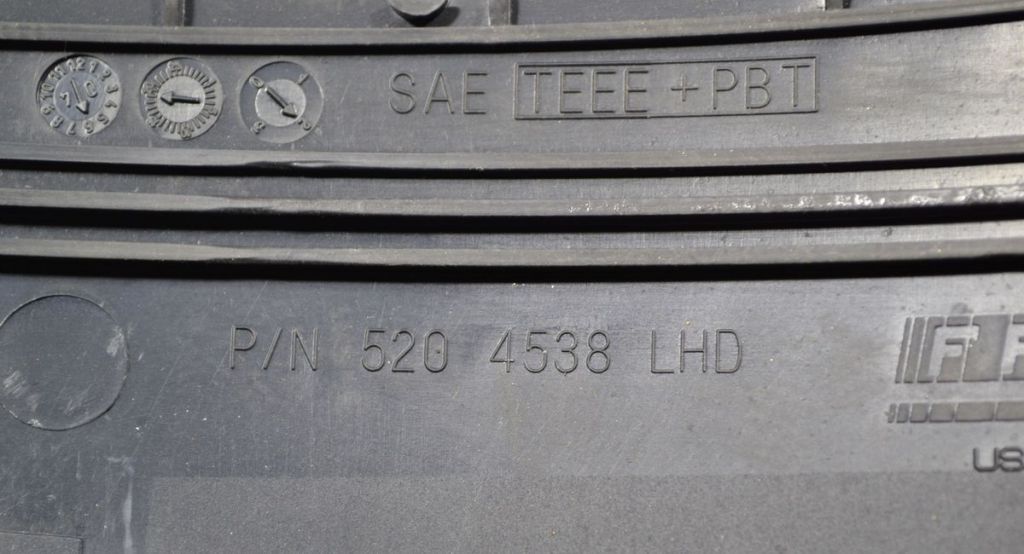 SAE TEEE + PBT
P/N 520 4538 LHD
US